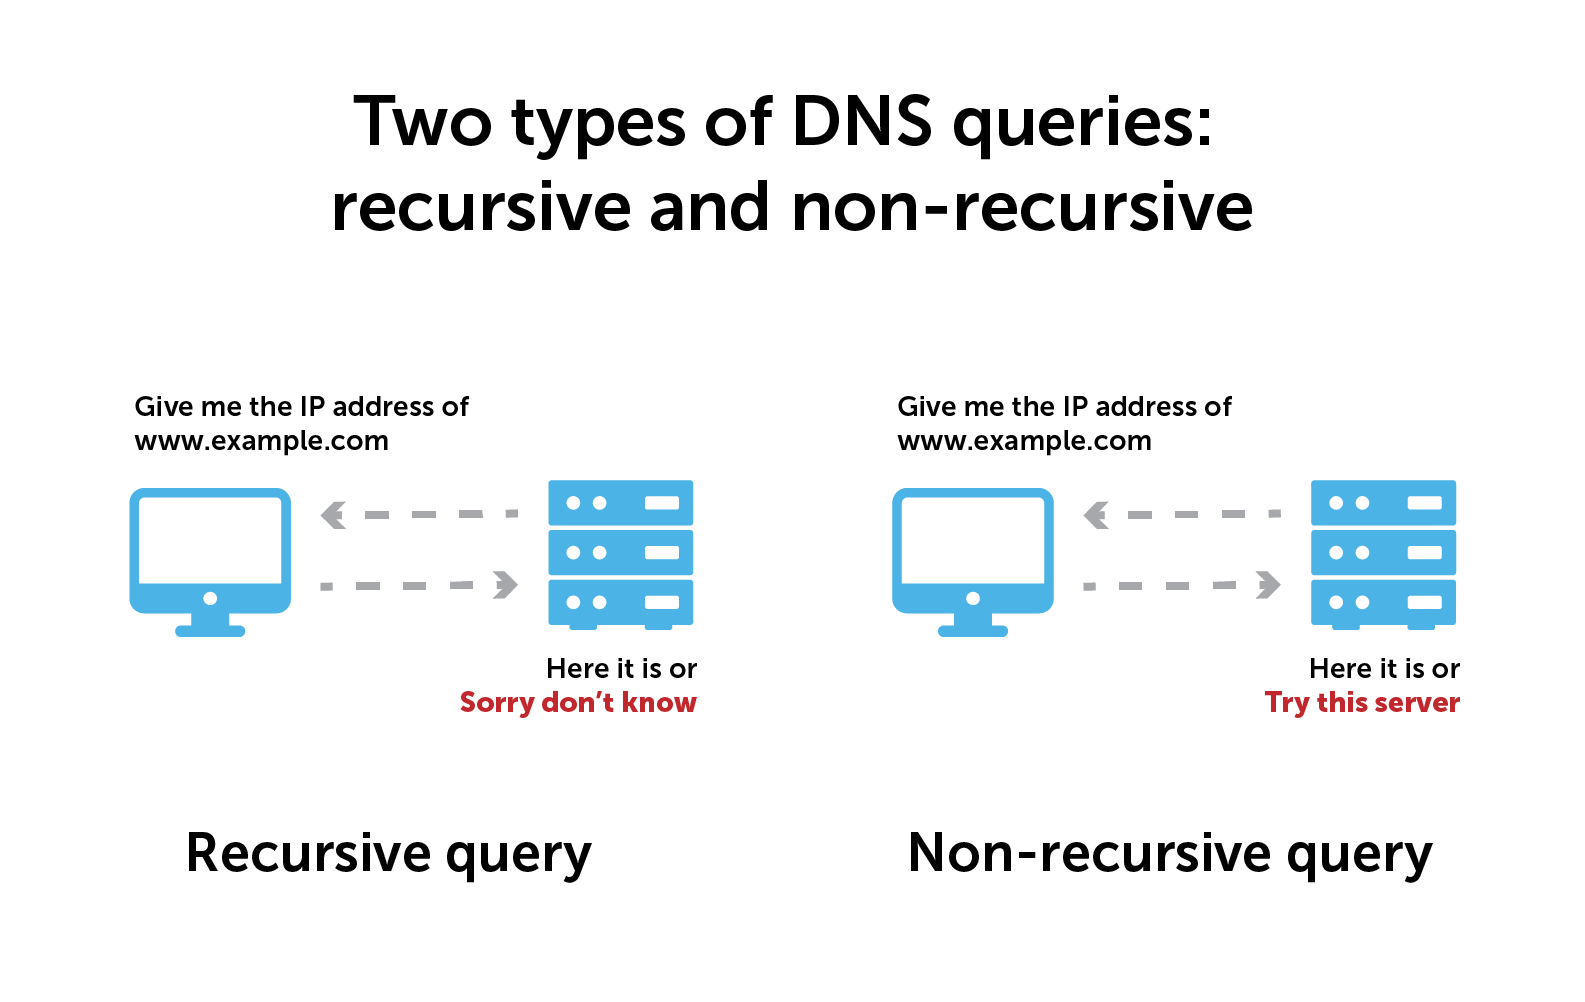 Two types of DNS queries:
recursive and non-recursive
Give me the IP address of
www.example.com
Here it is or
Sorry don’t know
Recursive query
Give me the IP address of
www.example.com
Here it is or
Try this server
Non-recursive query